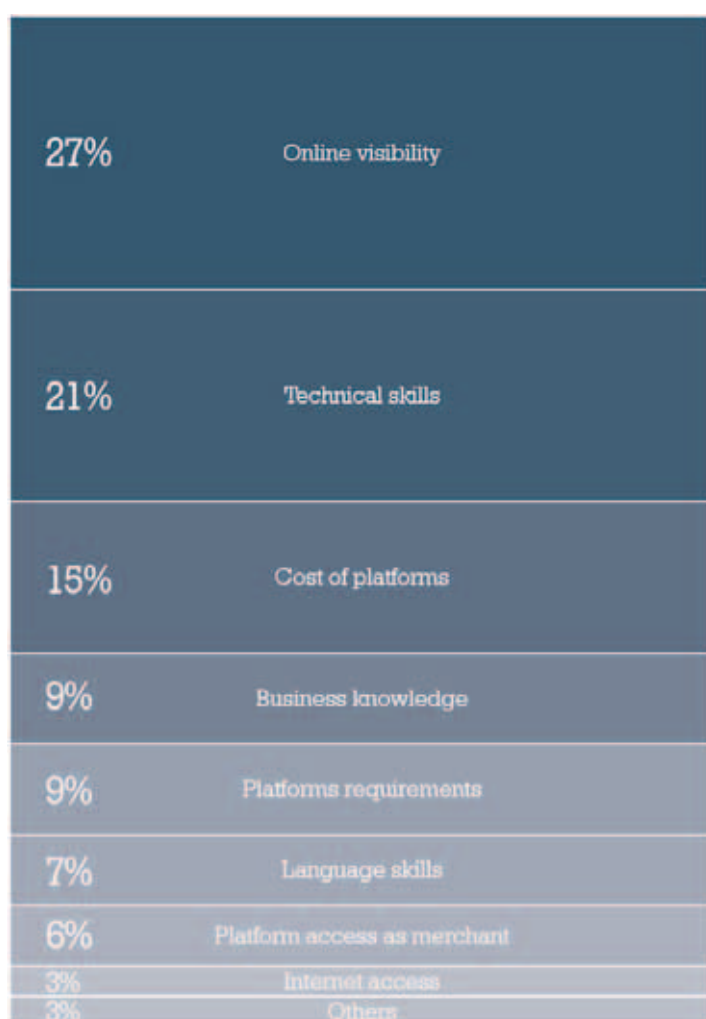 27% Online visibility
21% Technical skills
15% Cost of platforms
9% Business knowledge
9% Platforms requirements
7% Language skills
6% Platform access as merchant
3% Internet access
3% Others